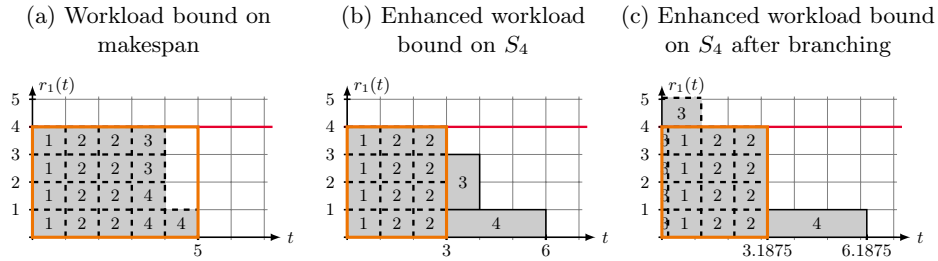 (a) Workload bound on
makespan
r₁(t)
5
4
3
2
1
1 2 2 3
1 2 2 3
1 2 2 4
1 2 2 4 4
5
t
(b) Enhanced workload
bound on S₄
r₁(t)
5
4
3
2
1
1 2 2
1 2 2
1 2 2
1 2 2
3
4
3
6
t
(c) Enhanced workload bound
on S₄ after branching
r₁(t)
5
4
3
2
1
3
3 1 2 2
3 1 2 2
3 1 2 2
3 1 2 2
4
3.1875
6.1875
t